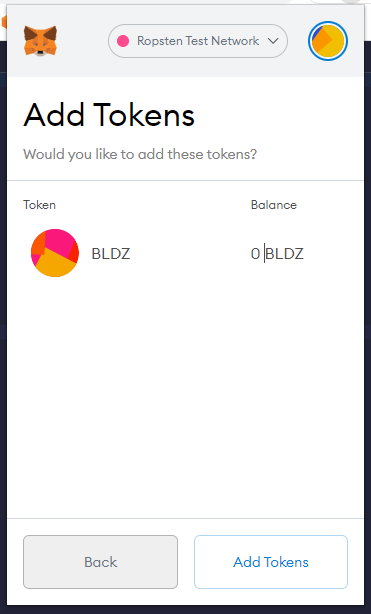 Ropsten Test Network
Add Tokens
Would you like to add these tokens?
Token Balance
BLDZ 0 BLDZ
Back Add Tokens